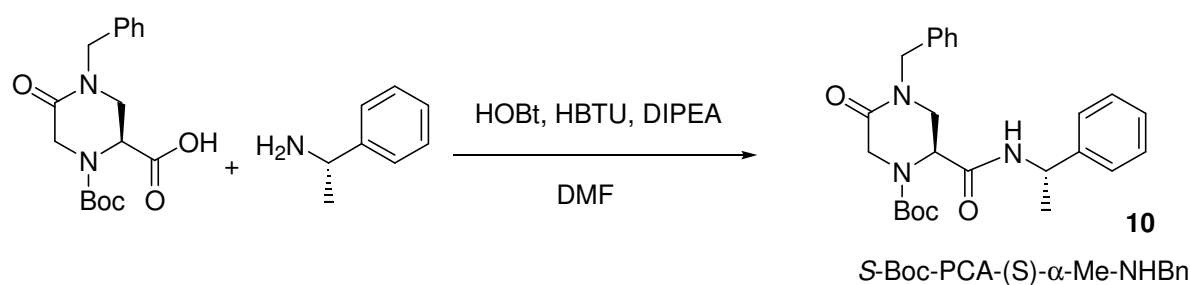 Ph
O
N
OH
N
Boc
O
+
H2N
HOBt, HBTU, DIPEA
DMF
Ph
O
N
H
N
N
Boc
O
10
S-Boc-PCA-(S)-α-Me-NHBn